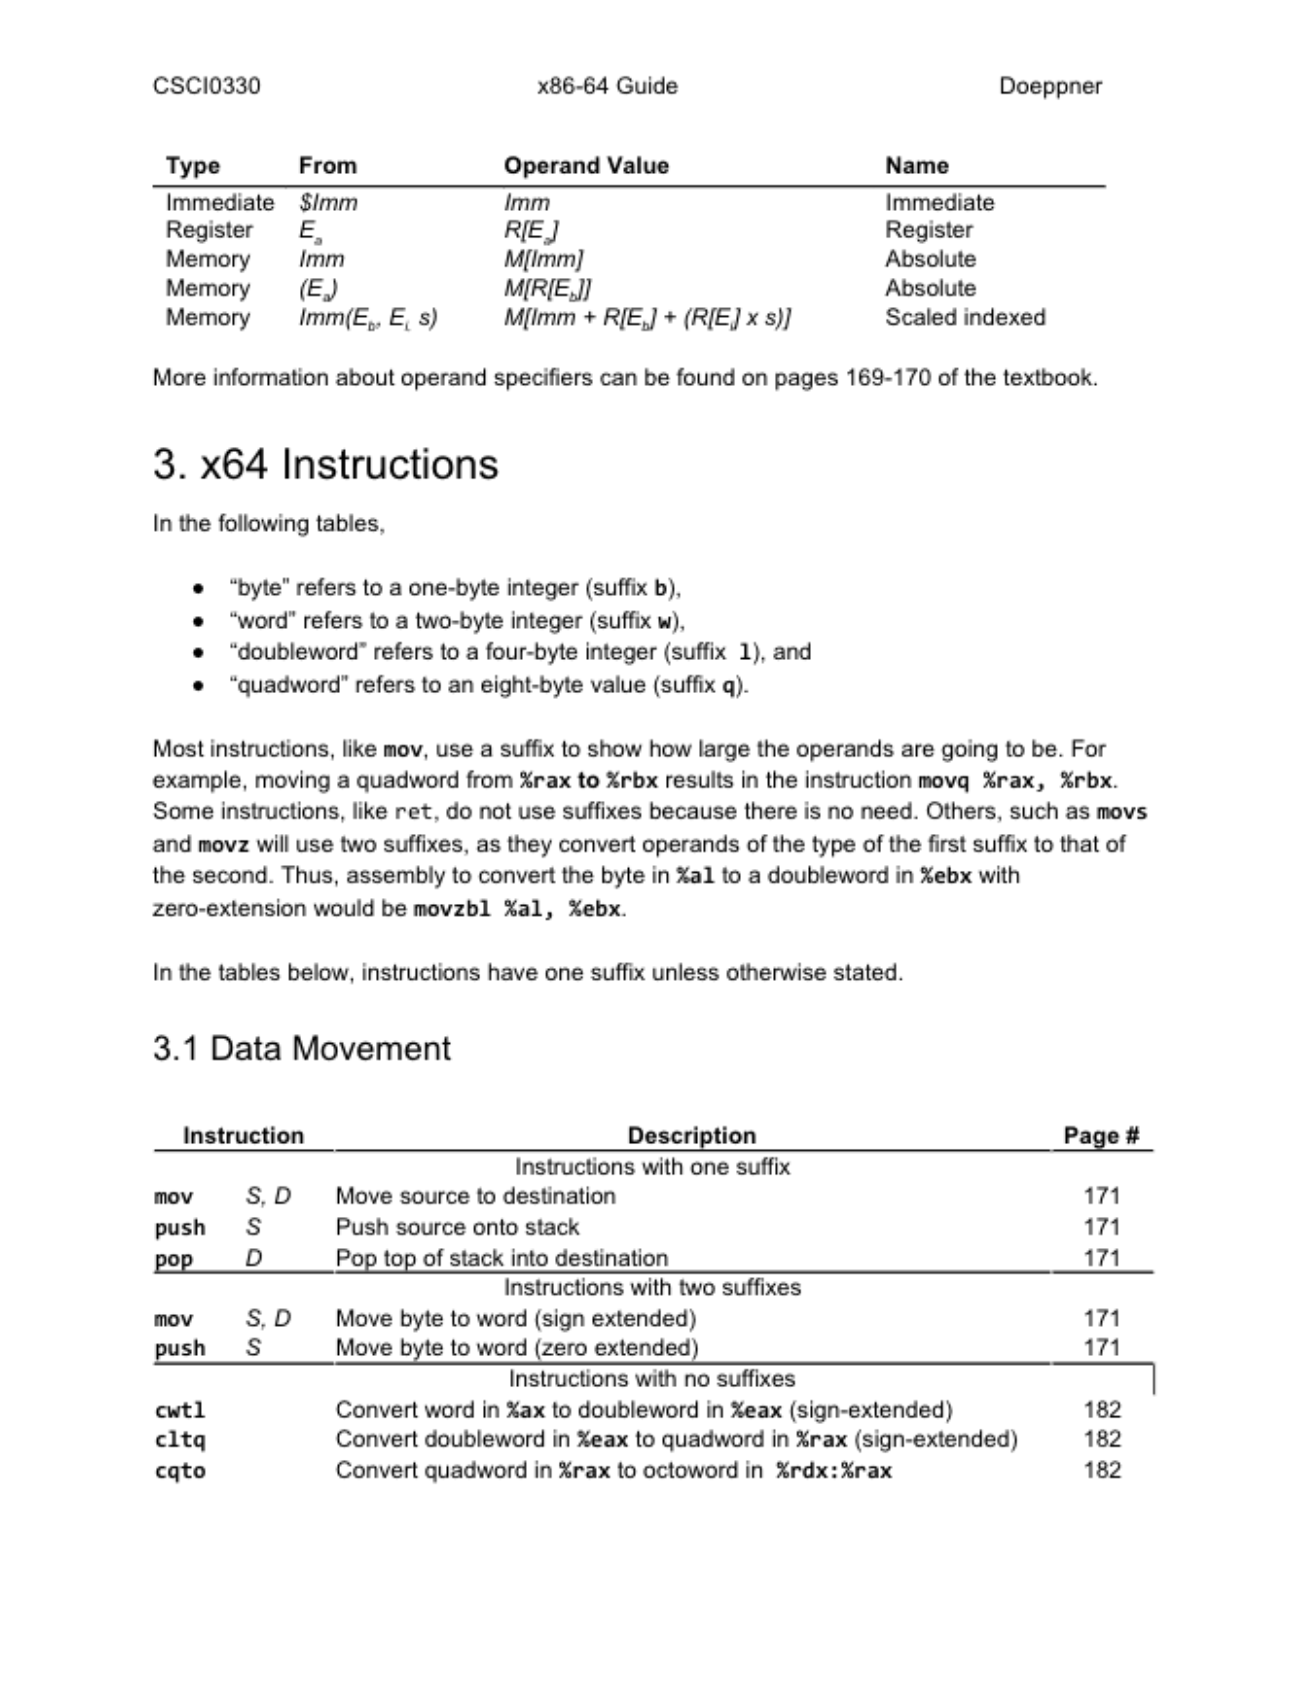 CSCI0330 x86-64 Guide Doeppner
Type From Operand Value Name
Immediate $Imm Imm Immediate
Register Ea R[Ea] Register
Memory Imm M[Imm] Absolute
Memory (Ea) M[R[Eb]] Absolute
Memory Imm(Eb, Ei, s) M[Imm + R[Eb] + (R[Ei] x s)] Scaled indexed
More information about operand specifiers can be found on pages 169-170 of the textbook.
3. x64 Instructions
In the following tables,
● “byte” refers to a one-byte integer (suffix b),
● “word” refers to a two-byte integer (suffix w),
● “doubleword” refers to a four-byte integer (suffix l), and
● “quadword” refers to an eight-byte value (suffix q).
Most instructions, like mov, use a suffix to show how large the operands are going to be. For
example, moving a quadword from %rax to %rbx results in the instruction movq %rax, %rbx.
Some instructions, like ret, do not use suffixes because there is no need. Others, such as movs
and movz will use two suffixes, as they convert operands of the type of the first suffix to that of
the second. Thus, assembly to convert the byte in %al to a doubleword in %ebx with
zero-extension would be movzbl %al, %ebx.
In the tables below, instructions have one suffix unless otherwise stated.
3.1 Data Movement
Instruction Description Page #
Instructions with one suffix
mov S, D Move source to destination 171
push S Push source onto stack 171
pop D Pop top of stack into destination 171
Instructions with two suffixes
mov S, D Move byte to word (sign extended) 171
push S Move byte to word (zero extended) 171
Instructions with no suffixes
cwtl Convert word in %ax to doubleword in %eax (sign-extended) 182
cltq Convert doubleword in %eax to quadword in %rax (sign-extended) 182
cqto Convert quadword in %rax to octoword in %rdx:%rax 182